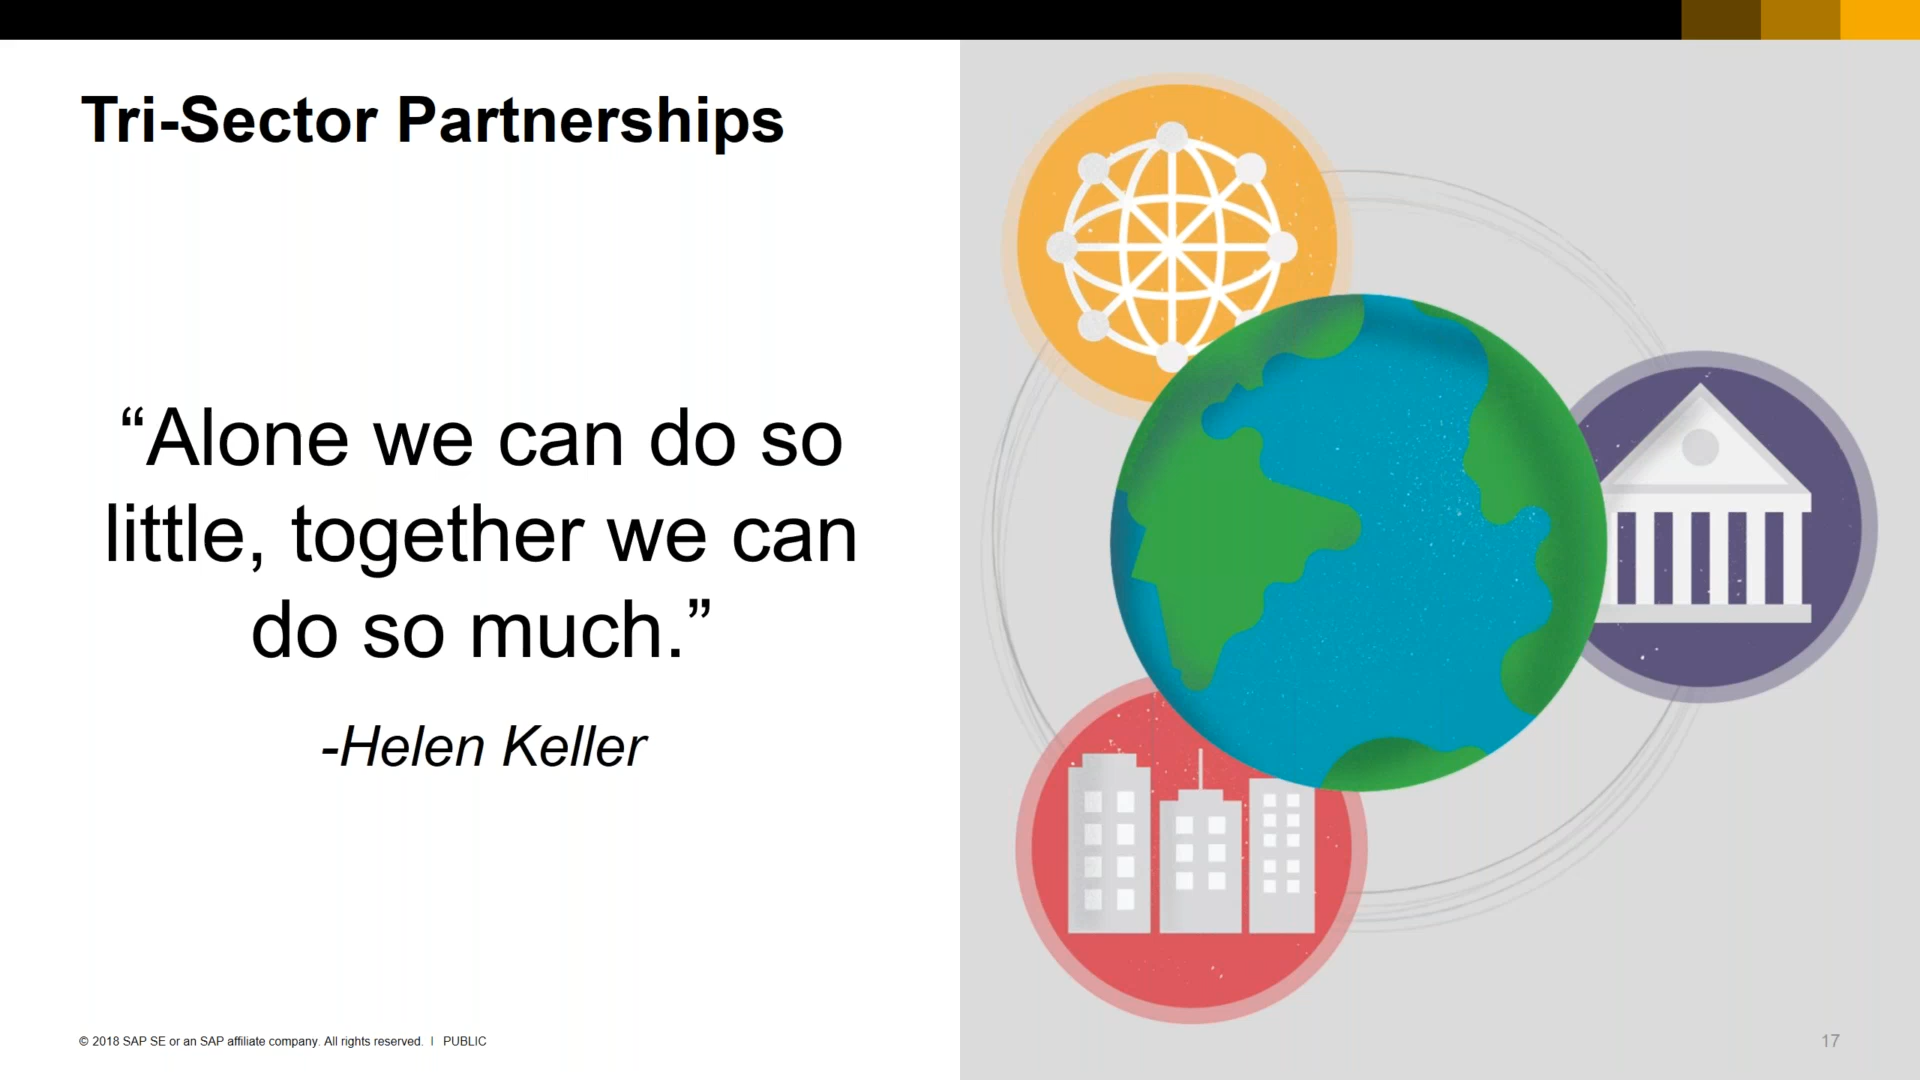 Tri-Sector Partnerships
“Alone we can do so
little, together we can
do so much.”
-Helen Keller
© 2018 SAP SE or an SAP affiliate company. All rights reserved. I PUBLIC
17